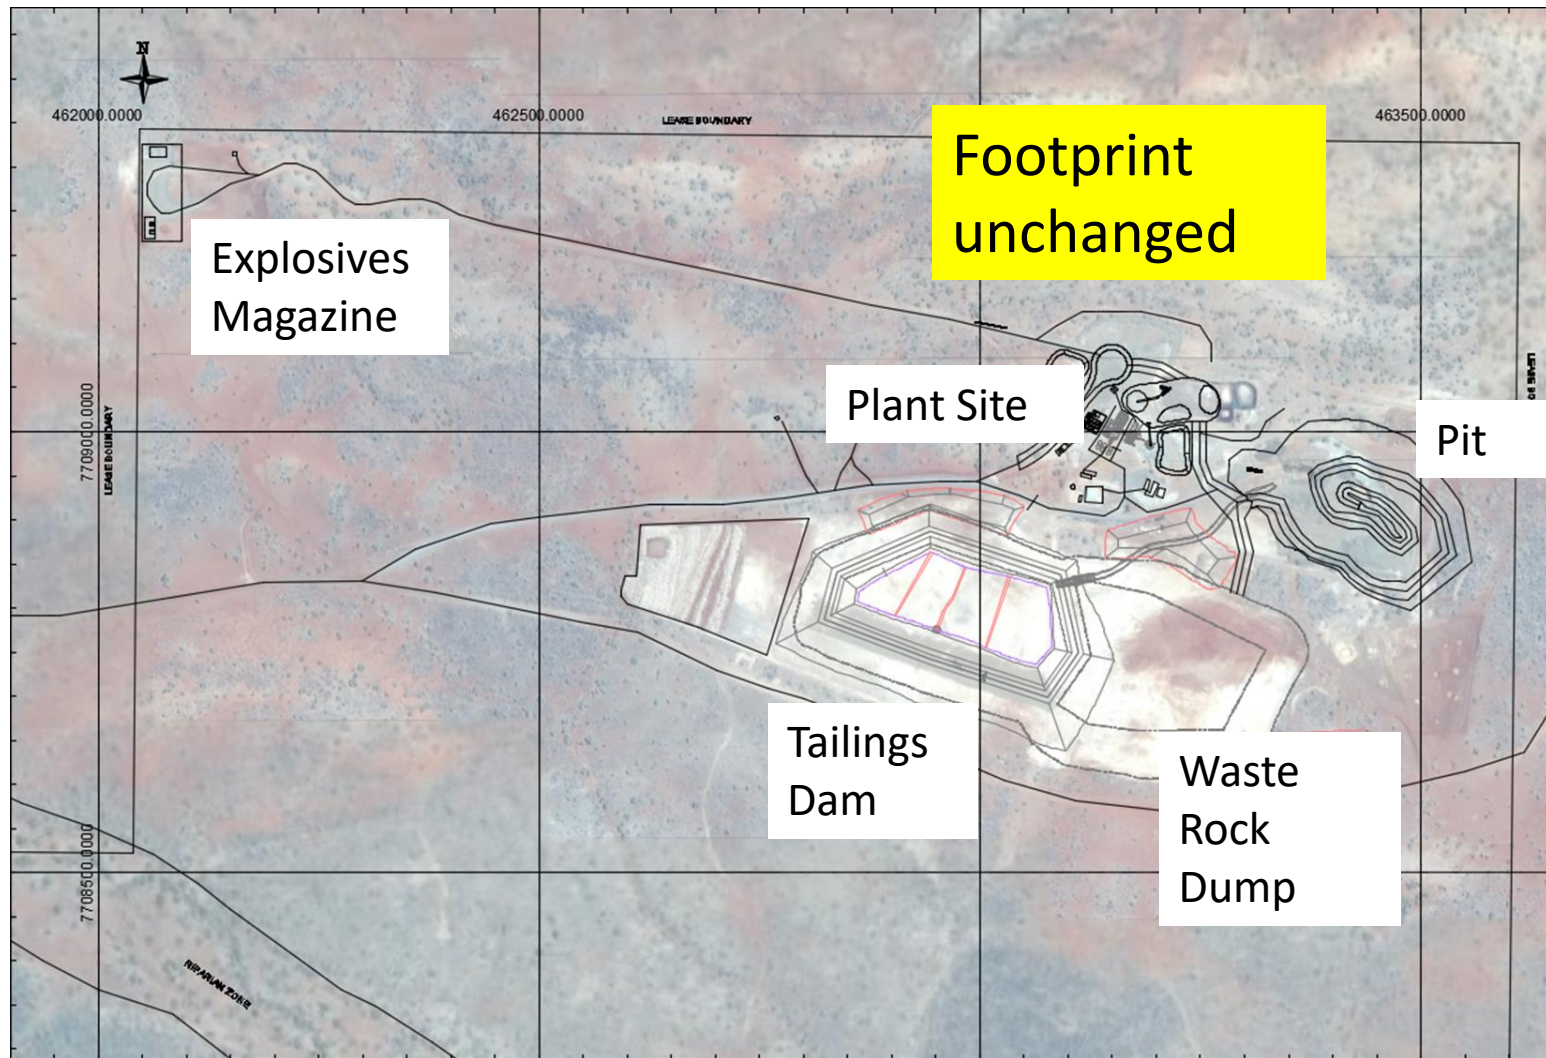 N
462000.0000
462500.0000
LEASE BOUNDARY
463500.0000
Footprint
unchanged
Explosives
Magazine
Plant Site
Pit
7709000.0000
LEASE BOUNDARY
Tailings
Dam
Waste
Rock
Dump
7708500.0000
RIPARIAN ZONE